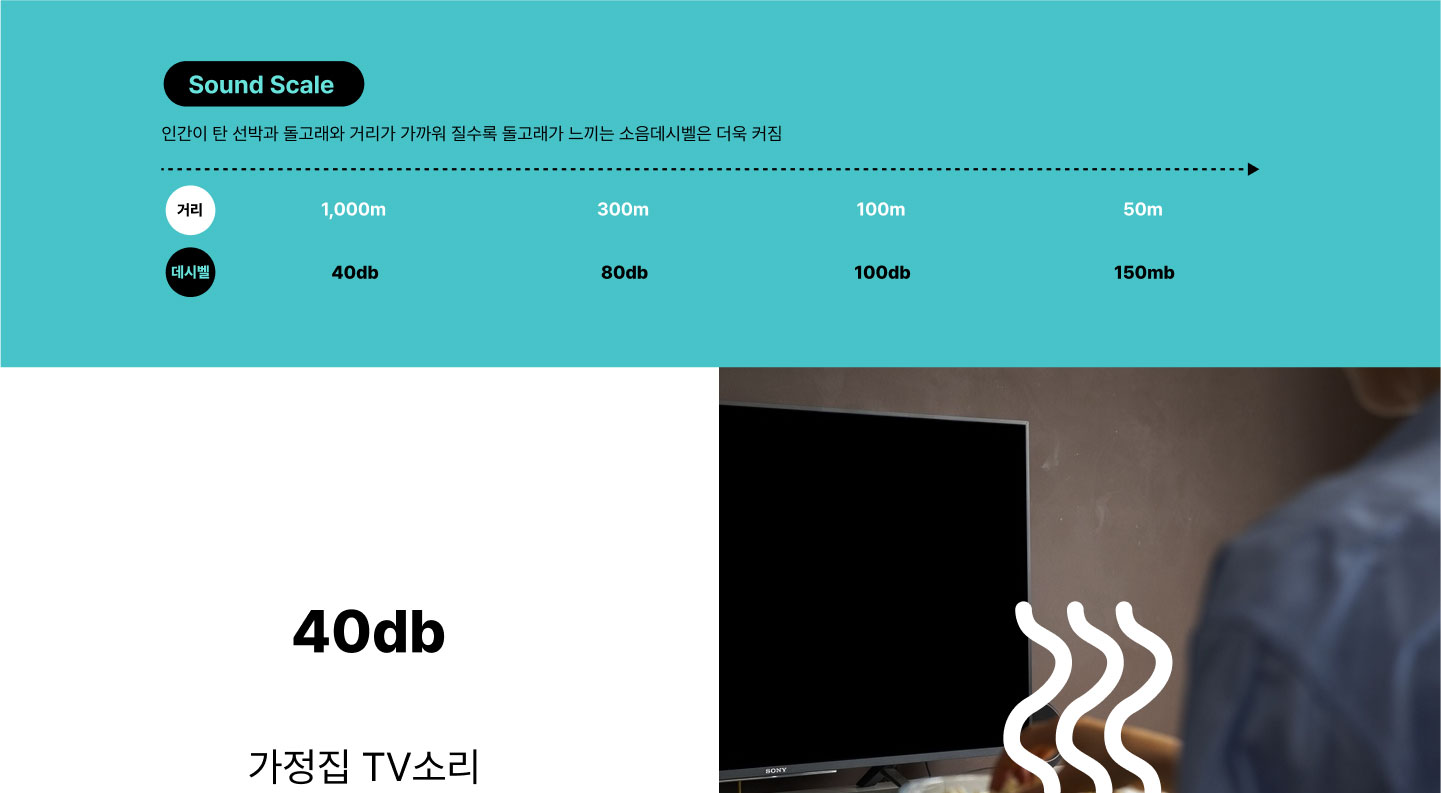 Sound Scale
인간이 탄 선박과 돌고래와 거리가 가까워 질수록 돌고래가 느끼는 소음데시벨은 더욱 커짐
거리 1,000m 300m 100m 50m
데시벨 40db 80db 100db 150mb
40db
가정집 TV소리
SONY